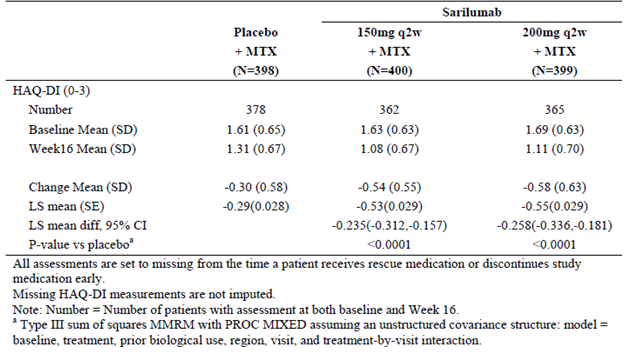 Sarilumab
Placebo 150mg q2w 200mg q2w
+ MTX + MTX + MTX
(N=398) (N=400) (N=399)
HAQ-DI (0-3)
Number 378 362 365
Baseline Mean (SD) 1.61 (0.65) 1.63 (0.63) 1.69 (0.63)
Week16 Mean (SD) 1.31 (0.67) 1.08 (0.67) 1.11 (0.70)
Change Mean (SD) -0.30 (0.58) -0.54 (0.55) -0.58 (0.63)
LS mean (SE) -0.29(0.028) -0.53(0.029) -0.55(0.029)
LS mean diff, 95% CI -0.235(-0.312,-0.157) -0.258(-0.336,-0.181)
P-value vs placeboᵃ <0.0001 <0.0001
All assessments are set to missing from the time a patient receives rescue medication or discontinues study
medication early.
Missing HAQ-DI measurements are not imputed.
Note: Number = Number of patients with assessment at both baseline and Week 16.
ᵃ Type III sum of squares MMRM with PROC MIXED assuming an unstructured covariance structure: model =
baseline, treatment, prior biological use, region, visit, and treatment-by-visit interaction.